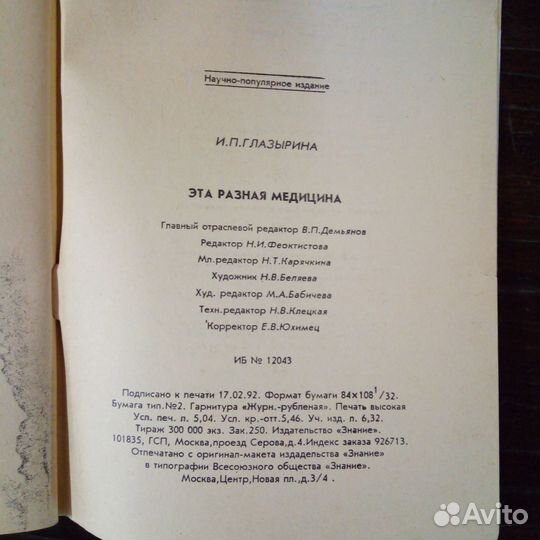 Научно-популярное издание
И.П.ГЛАЗЫРИНА
ЭТА РАЗНАЯ МЕДИЦИНА
Главный отраслевой редактор В.П.Демьянов
Редактор Н.И.Феоктистова
Мл.редактор Н.Т.Карячкина
Художник Н.В.Беляева
Худ. редактор М.А.Бабичева
Техн.редактор Н.В.Клецкая
Корректор Е.В.Юхимец
ИБ № 12043
Подписано к печати 17.02.92. Формат бумаги 84×108 1/32.
Бумага тип.№2. Гарнитура «Журн.-рубленая». Печать высокая
Усл. печ. л. 5,04. Усл. кр.-отт.5,46. Уч. изд. л 6,32.
Тираж 300 000 экз. Зак.250. Издательство «Знание».
101835, ГСП, Москва,проезд Серова,д.4.Индекс заказа 926713.
Отпечатано с оригинал-макета издадельства «Знание»
в типографии Всесоюзного общества «Знание».
Москва,Центр,Новая пл.,д.3/4 .
Avito